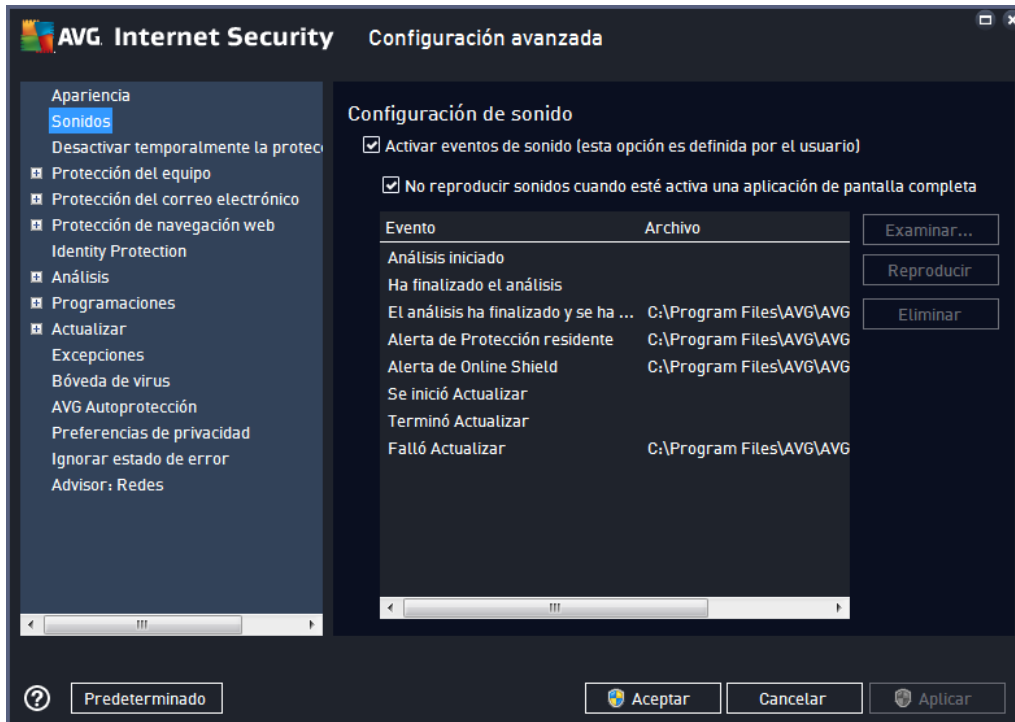 AVG. Internet Security Configuración avanzada
Apariencia
Sonidos
Desactivar temporalmente la protec
Protección del equipo
Protección del correo electrónico
Protección de navegación web
Identity Protection
Análisis
Programaciones
Actualizar
Excepciones
Bóveda de virus
AVG Autoprotección
Preferencias de privacidad
Ignorar estado de error
Advisor: Redes
Configuración de sonido
Activar eventos de sonido (esta opción es definida por el usuario)
No reproducir sonidos cuando esté activa una aplicación de pantalla completa
Evento Archivo
Análisis iniciado
Ha finalizado el análisis
El análisis ha finalizado y se ha ... C:\Program Files\AVG\AVG
Alerta de Protección residente C:\Program Files\AVG\AVG
Alerta de Online Shield C:\Program Files\AVG\AVG
Se inició Actualizar
Terminó Actualizar
Falló Actualizar C:\Program Files\AVG\AVG
Examinar...
Reproducir
Eliminar
Predeterminado
Aceptar
Cancelar
Aplicar